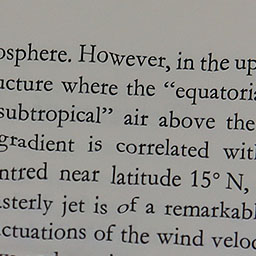 osphere. However, in the up
ucture where the “equatoria
subtropical” air above the
gradient is correlated wit
ntred near latitude 15° N,
sterly jet is of a remarkabl
ctuations of the wind veloc